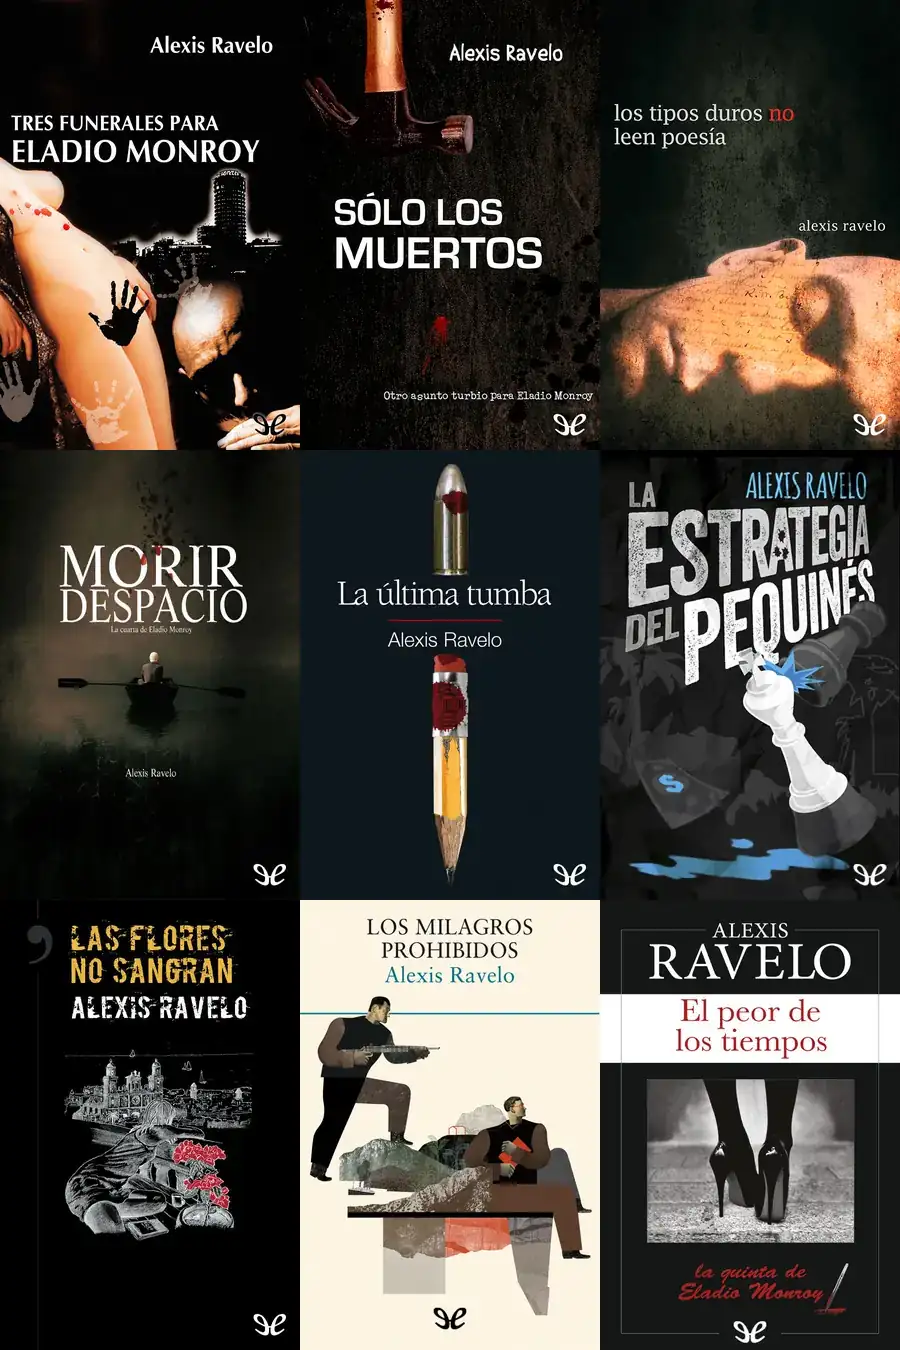 Alexis Ravelo
TRES FUNERALES PARA
ELADIO MONROY
Alexis Ravelo
SÓLO LOS
MUERTOS
Otro asunto turbio para Eladio Monroy
los tipos duros no
leen poesía
alexis ravelo
MORIR
DESPACIO
La cuarta de Eladio Monroy
Alexis Ravelo
La última tumba
Alexis Ravelo
ALEXIS RAVELO
LA
ESTRATEGIA
DEL PEQUINÉS
LAS FLORES
NO SANGRAN
ALEXIS RAVELO
LOS MILAGROS
PROHIBIDOS
Alexis Ravelo
ALEXIS
RAVELO
El peor de
los tiempos
la quinta de
Eladio Monroy